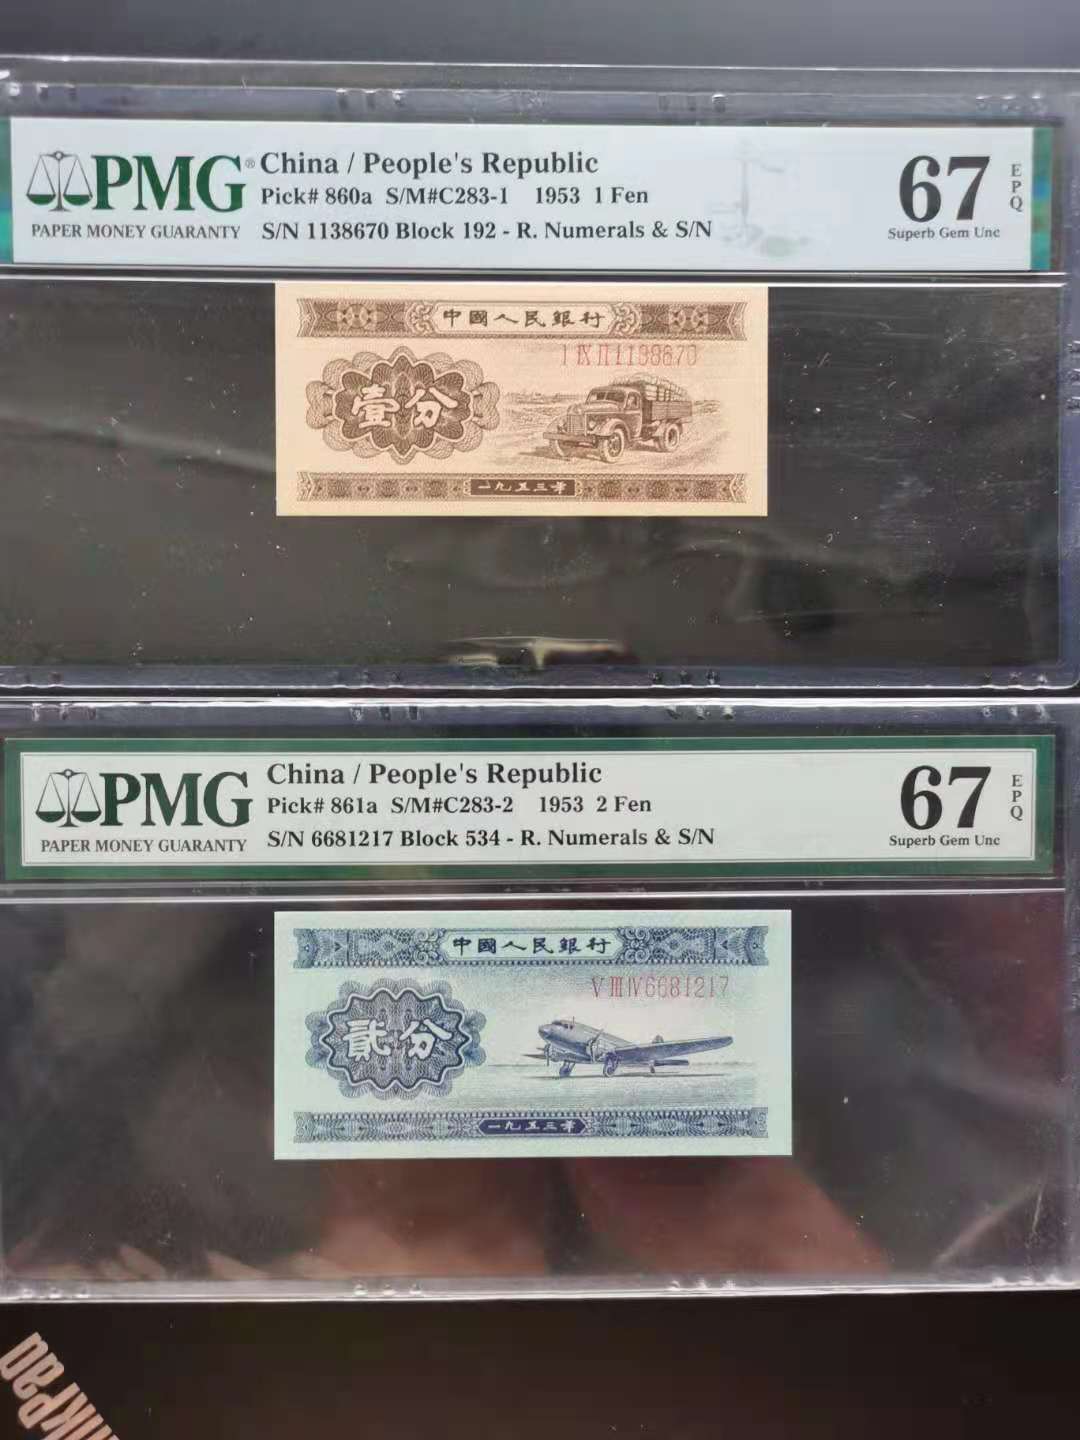 PMG®
PAPER MONEY GUARANTY
China / People's Republic
Pick# 860a S/M#C283-1 1953 1 Fen
S/N 1138670 Block 192 - R. Numerals & S/N
67
EPQ
Superb Gem Unc
中國人民銀行
I IX II 1138670
壹分
一九五三年
PMG
PAPER MONEY GUARANTY
China / People's Republic
Pick# 861a S/M#C283-2 1953 2 Fen
S/N 6681217 Block 534 - R. Numerals & S/N
67
EPQ
Superb Gem Unc
中國人民銀行
V III IV 6681217
貳分
一九五三年